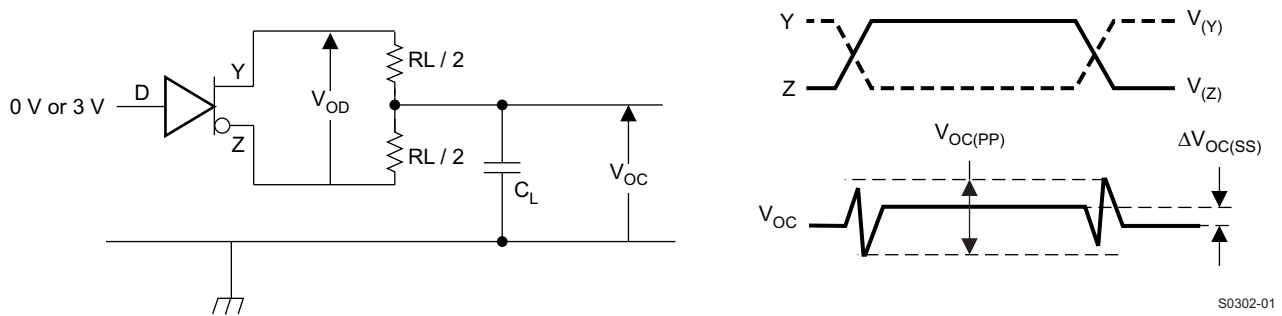 0 V or 3 V
D
Y
Z
VOD
RL / 2
RL / 2
CL
VOC
Y
Z
V(Y)
V(Z)
VOC(PP)
ΔVOC(SS)
VOC
S0302-01